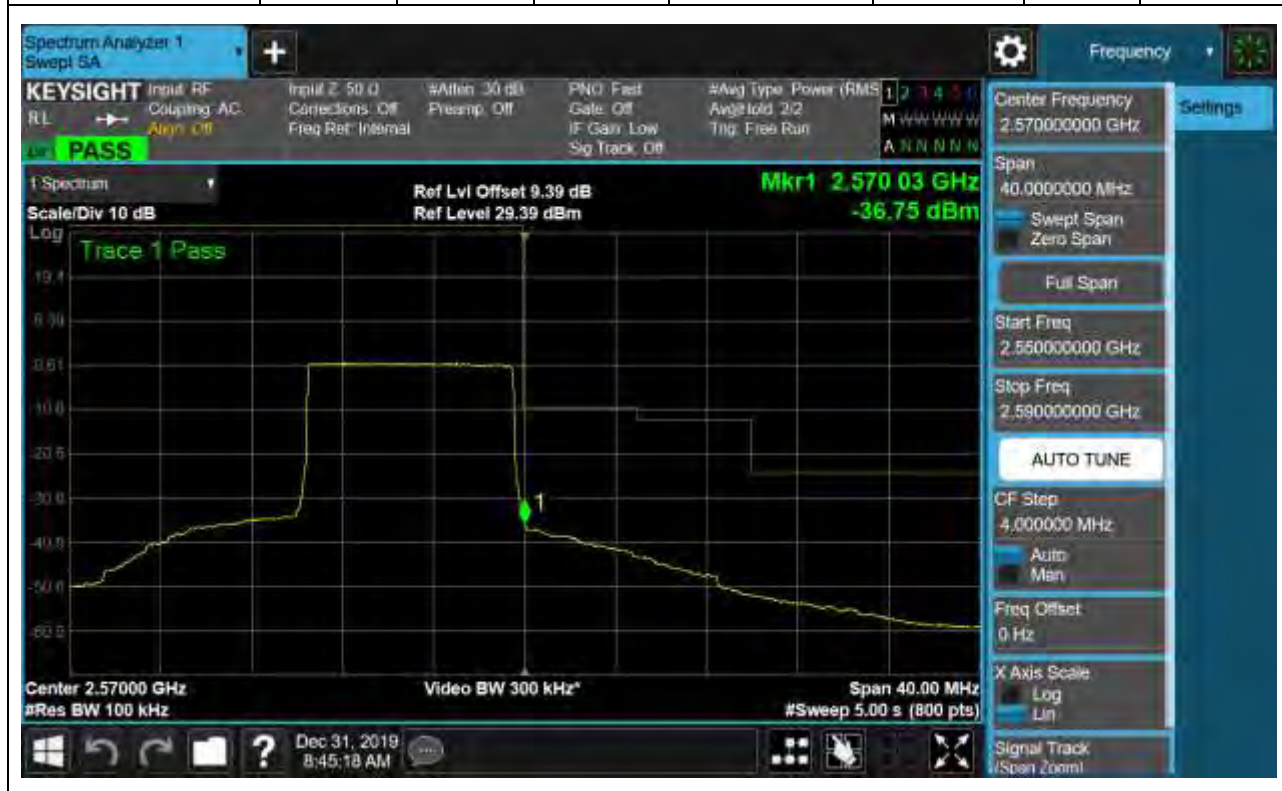 Spectrum Analyzer 1
Swept SA
+
Frequency
KEYSIGHT Input: RF
RL
Coupling: AC
Align: Off
Input Z: 50 Ω
Corrections: Off
Freq Ref: Internal
#Atten: 30 dB
Preamp: Off
PNO: Fast
Gate: Off
IF Gain: Low
Sig Track: Off
#Avg Type: Power (RMS
Avg|Hold: 2/2
Trig: Free Run
1 2 3 4 5 6
M W W W W W
A N N N N N
PASS
Center Frequency
2.570000000 GHz
Settings
Span
40.0000000 MHz
Swept Span
Zero Span
Full Span
Start Freq
2.550000000 GHz
Stop Freq
2.590000000 GHz
AUTO TUNE
CF Step
4.000000 MHz
Auto
Man
Freq Offset
0 Hz
X Axis Scale
Log
Lin
Signal Track
(Span Zoom)
1 Spectrum
Scale/Div 10 dB
Ref Lvl Offset 9.39 dB
Ref Level 29.39 dBm
Mkr1 2.570 03 GHz
-36.75 dBm
Log
Trace 1 Pass
19.4
9.39
-0.61
-10.6
-20.6
-30.6
-40.6
-50.6
-60.6
1
Center 2.57000 GHz
#Res BW 100 kHz
Video BW 300 kHz*
Span 40.00 MHz
#Sweep 5.00 s (800 pts)
?
Dec 31, 2019
8:45:18 AM